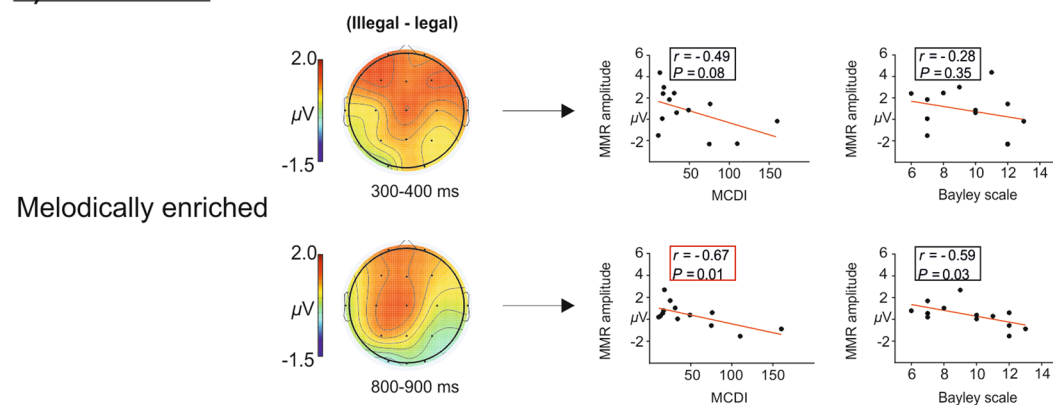 (Illegal - legal)
2.0
µV
-1.5
300-400 ms
MMR amplitude
6
4
2
µV
-2
r = - 0.49
P = 0.08
50 100 150
MCDI
MMR amplitude
6
4
2
µV
-2
r = - 0.28
P = 0.35
6 8 10 12 14
Bayley scale
Melodically enriched
2.0
µV
-1.5
800-900 ms
MMR amplitude
6
4
2
µV
-2
r = - 0.67
P = 0.01
50 100 150
MCDI
MMR amplitude
6
4
2
µV
-2
r = - 0.59
P = 0.03
6 8 10 12 14
Bayley scale